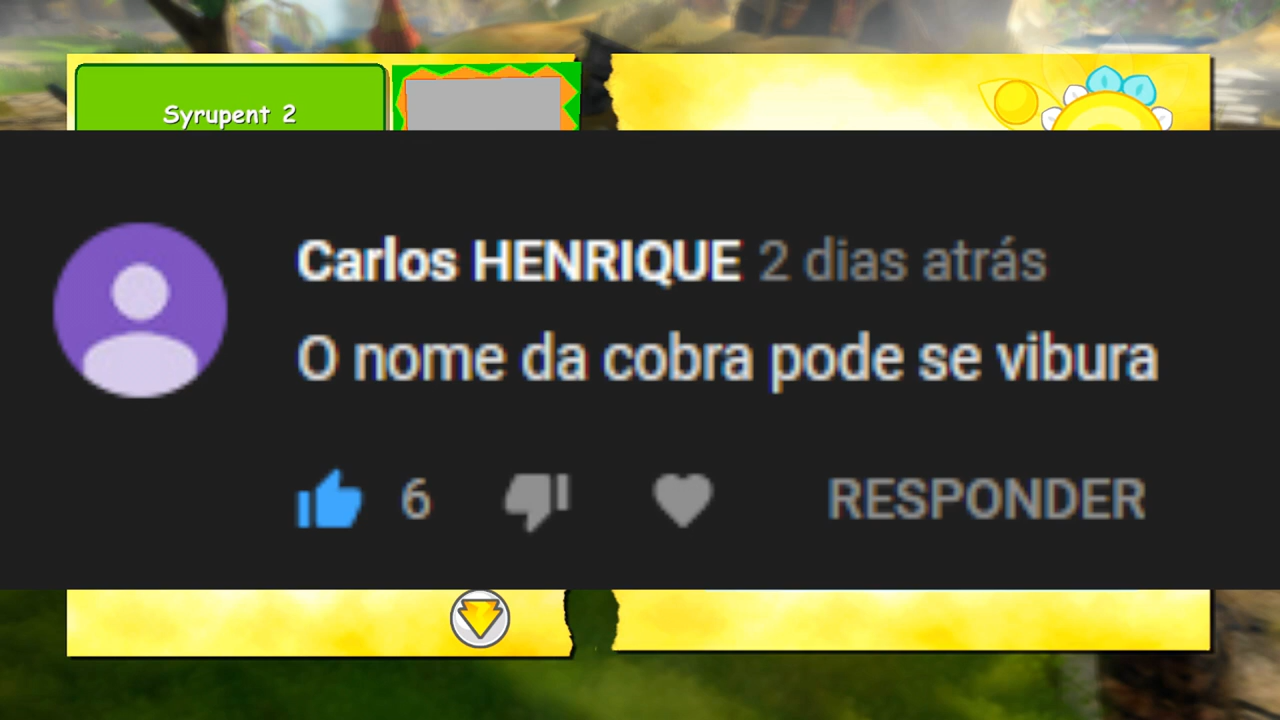 Syrupent 2
Carlos HENRIQUE 2 dias atrás
O nome da cobra pode se vibura
6 RESPONDER